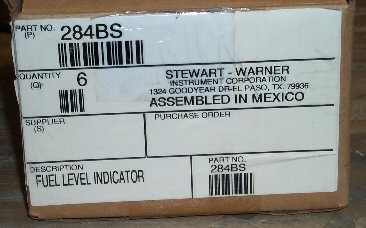 PART NO. 284BS
(P)
QUANTITY 6
(Q)
STEWART-WARNER
INSTRUMENT CORPORATION
1324 GOODYEAR DR-EL PASO, TX. 79936
ASSEMBLED IN MEXICO
SUPPLIER
(S)
PURCHASE ORDER
DESCRIPTION
FUEL LEVEL INDICATOR
PART NO.
284BS